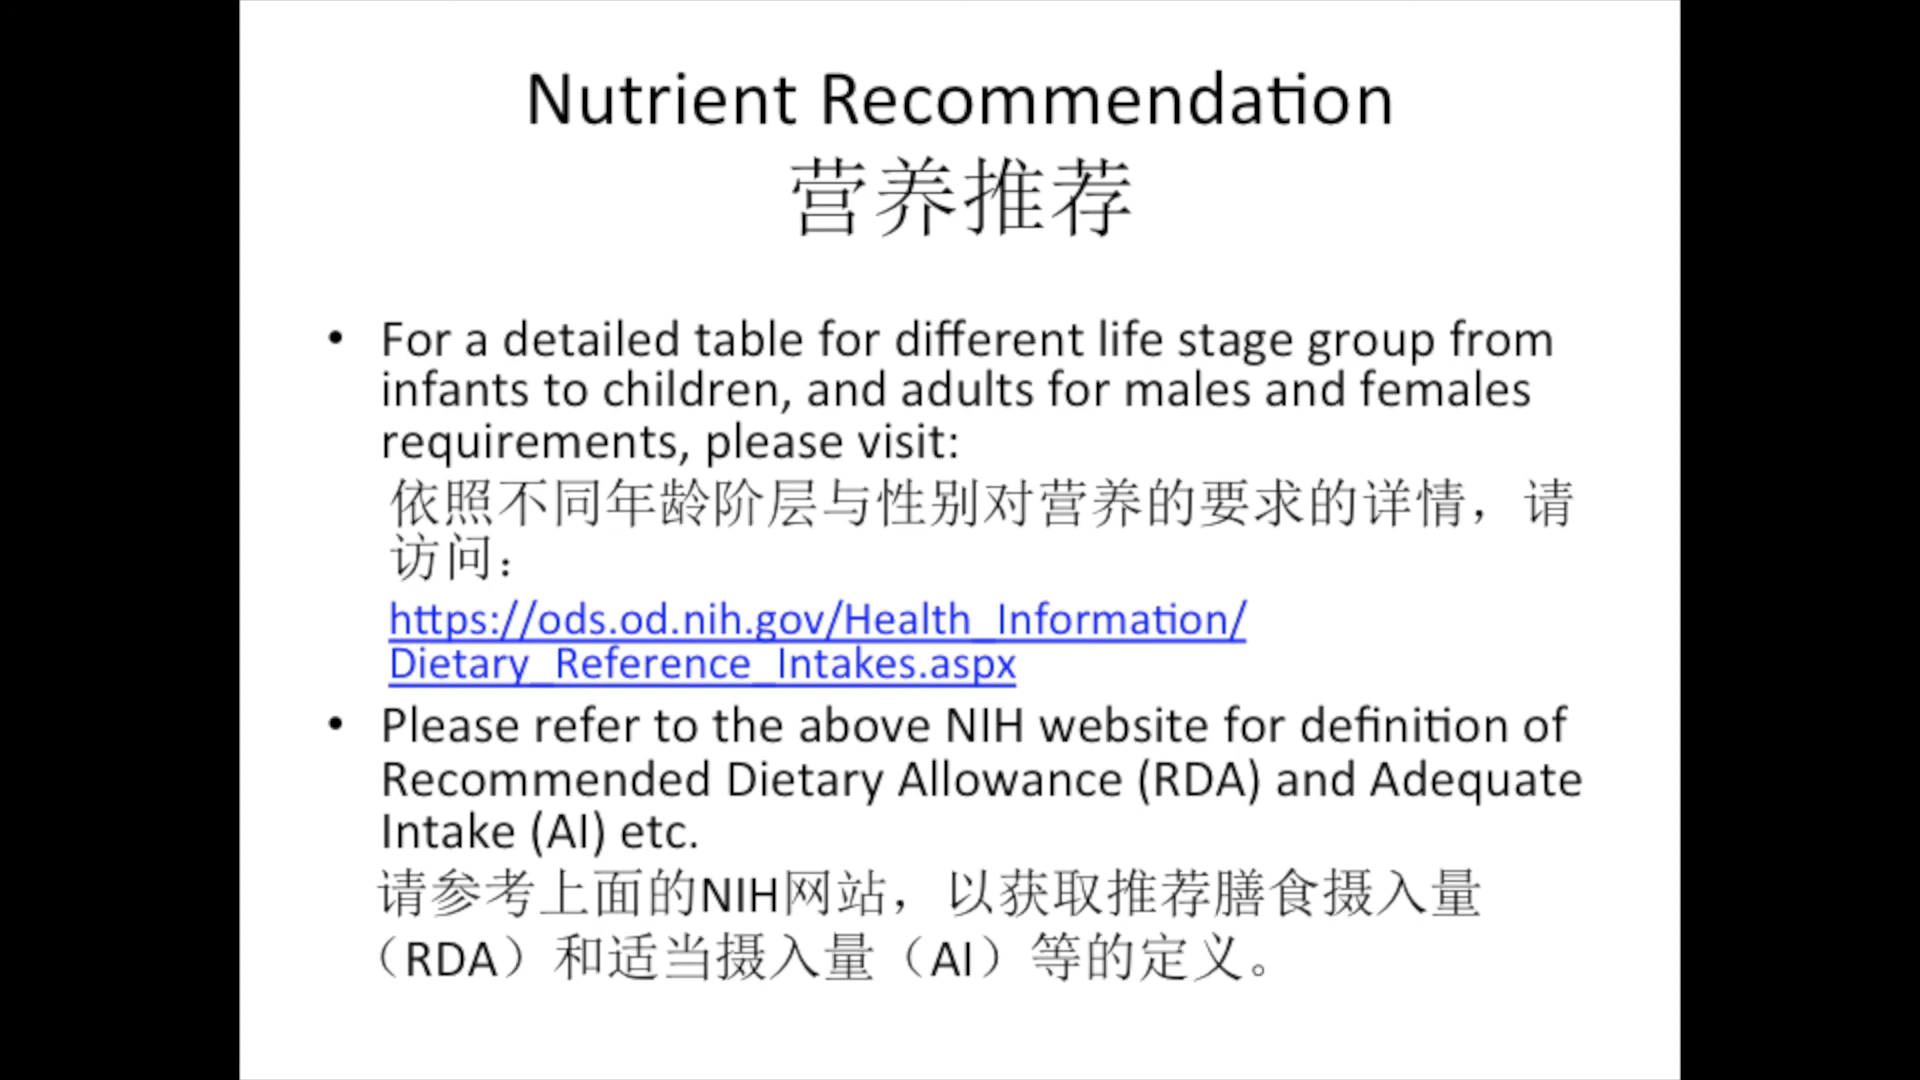 Nutrient Recommendation
营养推荐
• For a detailed table for different life stage group from
infants to children, and adults for males and females
requirements, please visit:
依照不同年龄阶层与性别对营养的要求的详情，请
访问：
https://ods.od.nih.gov/Health_Information/
Dietary_Reference_Intakes.aspx
• Please refer to the above NIH website for definition of
Recommended Dietary Allowance (RDA) and Adequate
Intake (AI) etc.
请参考上面的NIH网站，以获取推荐膳食摄入量
（RDA）和适当摄入量（AI）等的定义。